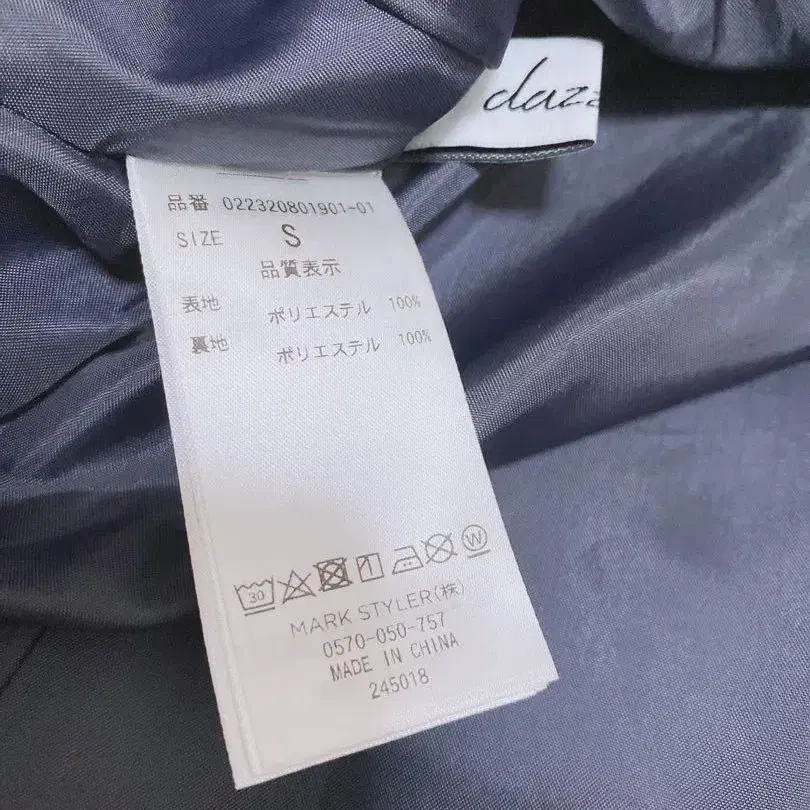 品番 022320801901-01
SIZE S
品質表示
表地 ポリエステル 100%
裏地 ポリエステル 100%
30
W
MARK STYLER(株)
0570-050-757
MADE IN CHINA
245018